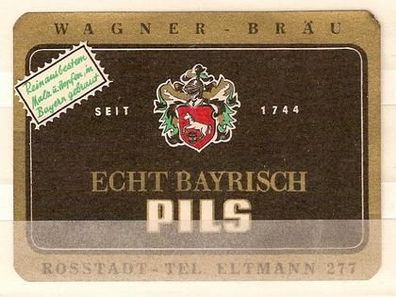 WAGNER - BRÄU
Rein aus bestem
Malz u. Hopfen in
Bayern gebraut
SEIT 1744
ECHT BAYRISCH
PILS
ROSSTADT - TEL. ELTMANN 277